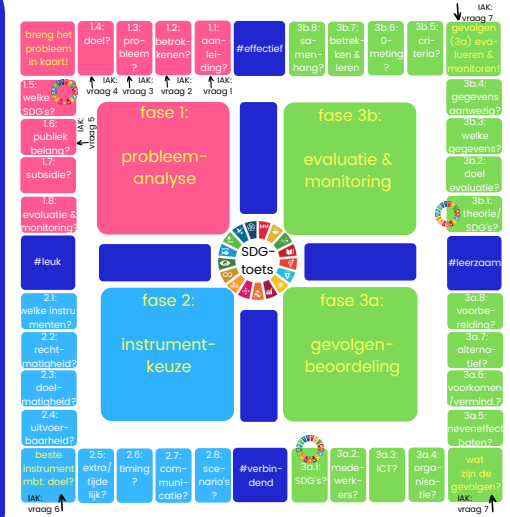 IAK:
vraag 7
breng het
probleem
in kaart!
1.4:
doel?
1.3:
pro-
bleem
?
1.2:
betrok-
kenen?
1.1:
aan-
lei-
ding?
#effectief
3b.8:
sa-
men-
hang?
3b.7:
betrek-
ken &
leren
3b.6:
0-
meting
?
3b.5:
cri-
teria?
gevolgen
(3a) eva-
lueren &
monitoren!
IAK:
vraag 4
IAK:
vraag 3
IAK:
vraag 2
IAK:
vraag 1
1.5:
welke
SDG's?
1.6:
publiek
belang?
IAK:
vraag 5
1.7:
subsidie?
1.8:
evaluatie &
monitoring?
fase 1:
probleem-
analyse
fase 3b:
evaluatie &
monitoring
3b.4:
gegevens
aanwezig?
3b.3:
welke
gegevens?
3b.2:
doel
evaluatie?
3b.1:
theorie/
SDG's?
#leuk
SDG-
toets
#leerzaam
2.1:
welke instru
menten?
2.2:
recht-
matigheid?
2.3:
doel-
matigheid?
2.4:
uitvoer-
baarheid?
fase 2:
instrument-
keuze
fase 3a:
gevolgen-
beoordeling
3a.8:
voorbe-
reiding?
3a.7:
alterna-
tief?
3a.6:
voorkomen
/vermind.?
3a.5:
neveneffect
baten?
beste
instrument
mbt. doel?
2.5:
extra/
tijde
lijk?
2.6:
timing
?
2.7:
com-
muni-
catie?
2.8:
sce-
nario's
?
#verbin-
dend
3a.1:
SDG's?
3a.2:
mede-
werk-
ers?
3a.3:
ICT?
3a.4:
orga-
nisa-
tie?
wat
zijn de
gevolgen?
IAK:
vraag 6
IAK:
vraag 7